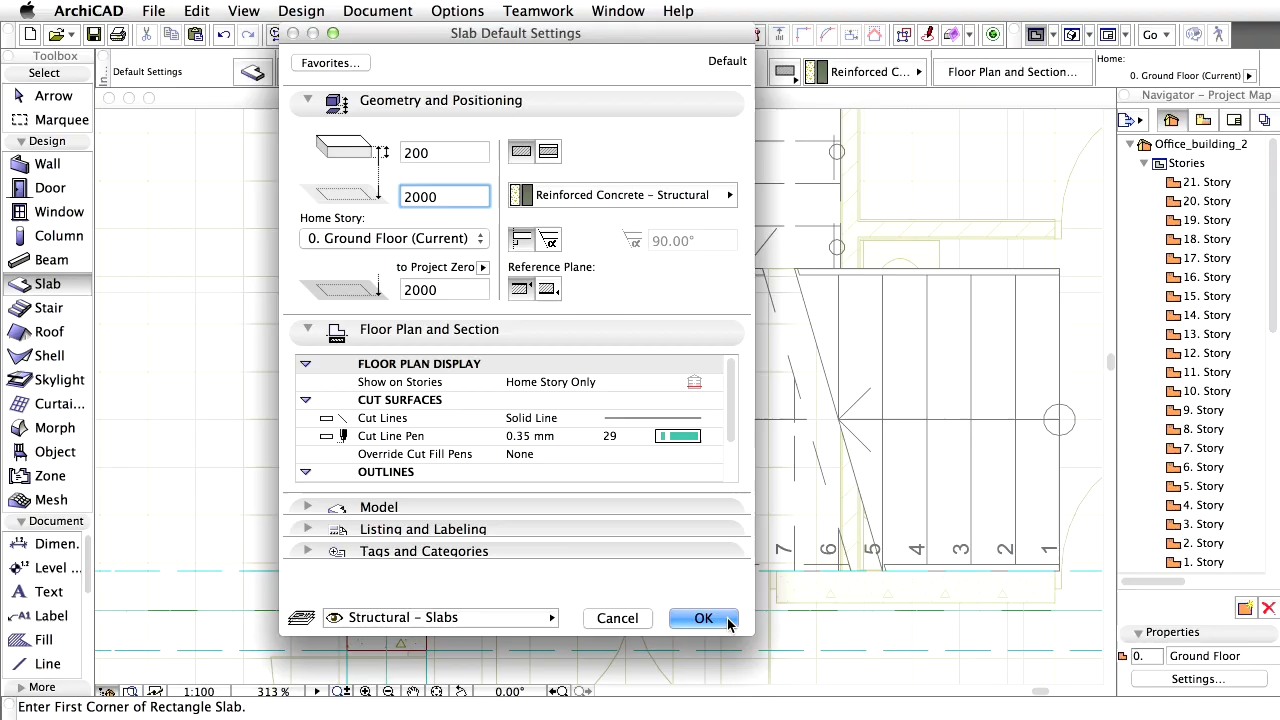 ArchiCAD File Edit View Design Document Options Teamwork Window Help
Slab Default Settings
Go
Toolbox
Select
Arrow
Marquee
Design
Wall
Door
Window
Column
Beam
Slab
Stair
Roof
Shell
Skylight
Curtai...
Morph
Object
Zone
Mesh
Document
Dimen.
Level ...
Text
Label
Fill
Line
More
Default Settings
Favorites...
Default
Geometry and Positioning
200
2000
Reinforced Concrete - Structural
Home Story:
0. Ground Floor (Current)
90.00°
to Project Zero
Reference Plane:
2000
Floor Plan and Section
FLOOR PLAN DISPLAY
Show on Stories Home Story Only
CUT SURFACES
Cut Lines Solid Line
Cut Line Pen 0.35 mm 29
Override Cut Fill Pens None
OUTLINES
Model
Listing and Labeling
Tags and Categories
Structural - Slabs
Cancel
OK
Reinforced C...
Floor Plan and Section...
Home:
0. Ground Floor (Current)
7 6 5 4 3 2 1
Navigator - Project Map
Office_building_2
Stories
21. Story
20. Story
19. Story
18. Story
17. Story
16. Story
15. Story
14. Story
13. Story
12. Story
11. Story
10. Story
9. Story
8. Story
7. Story
6. Story
5. Story
4. Story
3. Story
2. Story
1. Story
Properties
0. Ground Floor
Settings...
1:100 313 % 0.00°
Enter First Corner of Rectangle Slab.